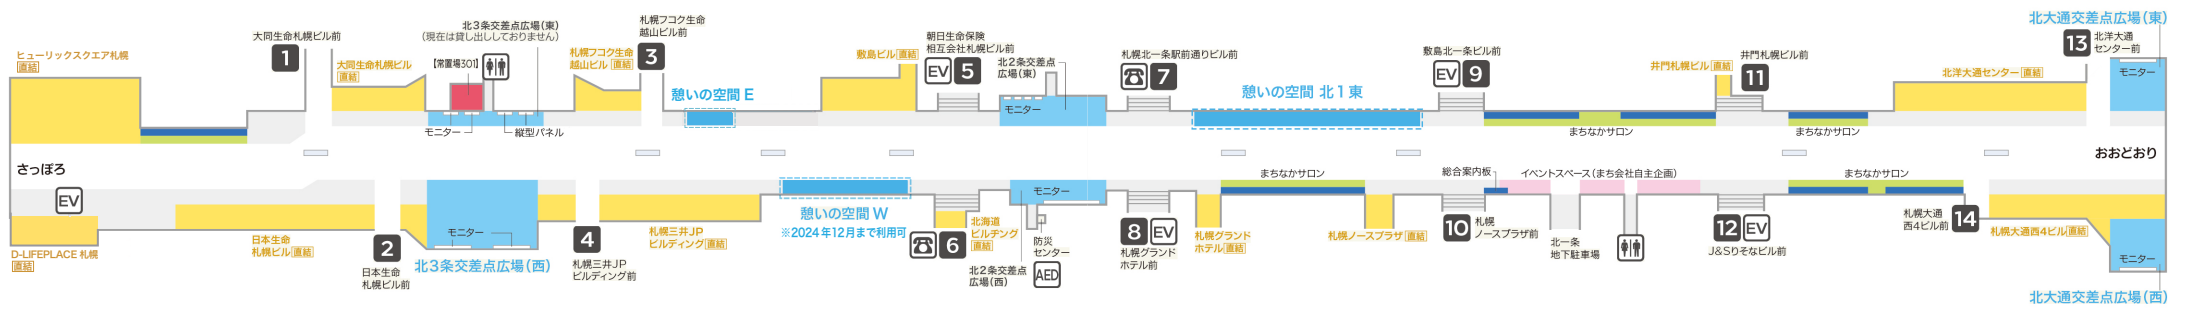 ヒューリックスクエア札幌
直結
大同生命札幌ビル前
1
大同生命札幌ビル
直結
北3条交差点広場(東)
(現在は貸し出ししておりません)
【常置場301】
モニター
縦型パネル
札幌フコク生命
越山ビル 直結
札幌フコク生命
越山ビル前
3
憩いの空間 E
敷島ビル 直結
朝日生命保険
相互会社札幌ビル前
EV 5
北2条交差点
広場(東)
モニター
札幌北一条駅前通りビル前
7
憩いの空間 北1東
敷島北一条ビル前
EV 9
まちなかサロン
井門札幌ビル 直結
井門札幌ビル前
11
まちなかサロン
北洋大通センター 直結
13
北洋大通
センター前
北大通交差点広場(東)
モニター
さっぽろ
おおどおり
EV
D-LIFEPLACE 札幌
直結
日本生命
札幌ビル 直結
2
日本生命
札幌ビル前
モニター
北3条交差点広場(西)
4
札幌三井JP
ビルディング前
札幌三井JP
ビルディング 直結
憩いの空間 W
※2024年12月まで利用可
6
北海道
ビルヂング
直結
北2条交差点
広場(西)
モニター
防災
センター
AED
8 EV
札幌グランド
ホテル前
札幌グランド
ホテル 直結
まちなかサロン
札幌ノースプラザ 直結
総合案内板
10
札幌
ノースプラザ前
イベントスペース(まち会社自主企画)
北一条
地下駐車場
12 EV
J&Sりそなビル前
まちなかサロン
札幌大通
西4ビル前
14
札幌大通西4ビル 直結
モニター
北大通交差点広場(西)